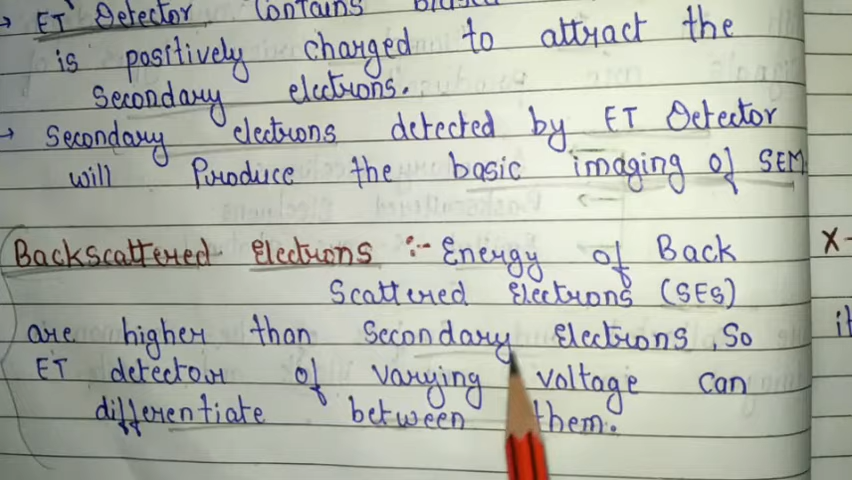 → ET Detector Contains Biased
is positively charged to attract the
Secondary electrons.
→ Secondary electrons detected by ET Detector
will Produce the basic imaging of SEM
Backscattered Electrons :- Energy of Back
Scattered Electrons (SES)
are higher than Secondary Electrons, So
ET detector of varying voltage can
differentiate between them.
X-
it